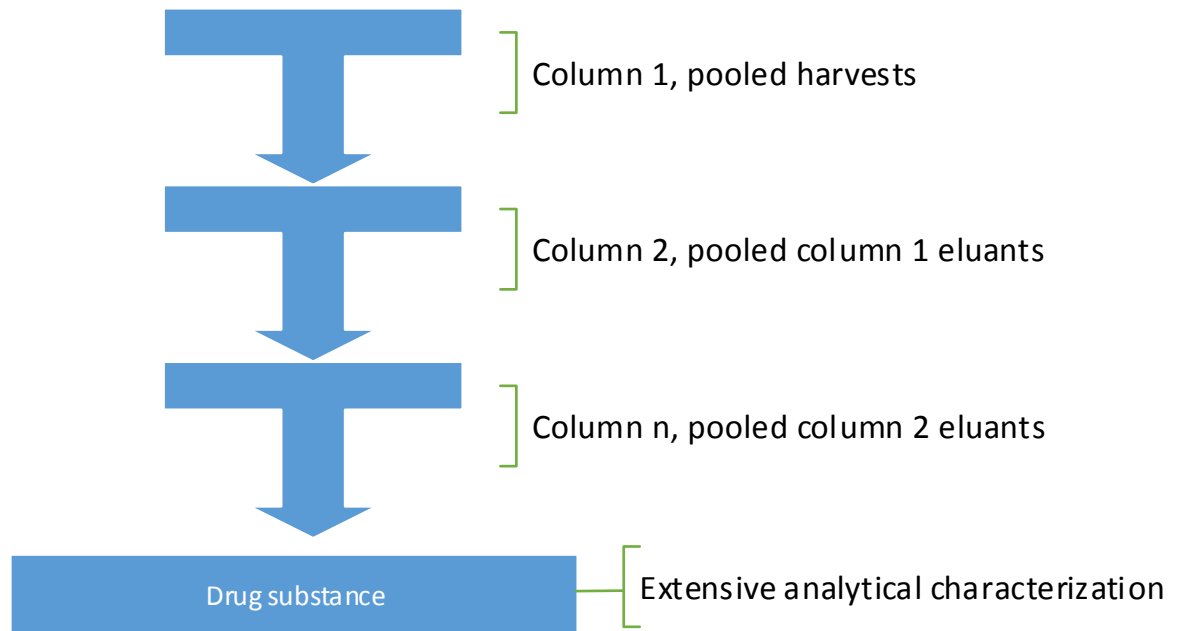 Column 1, pooled harvests
Column 2, pooled column 1 eluants
Column n, pooled column 2 eluants
Drug substance
Extensive analytical characterization